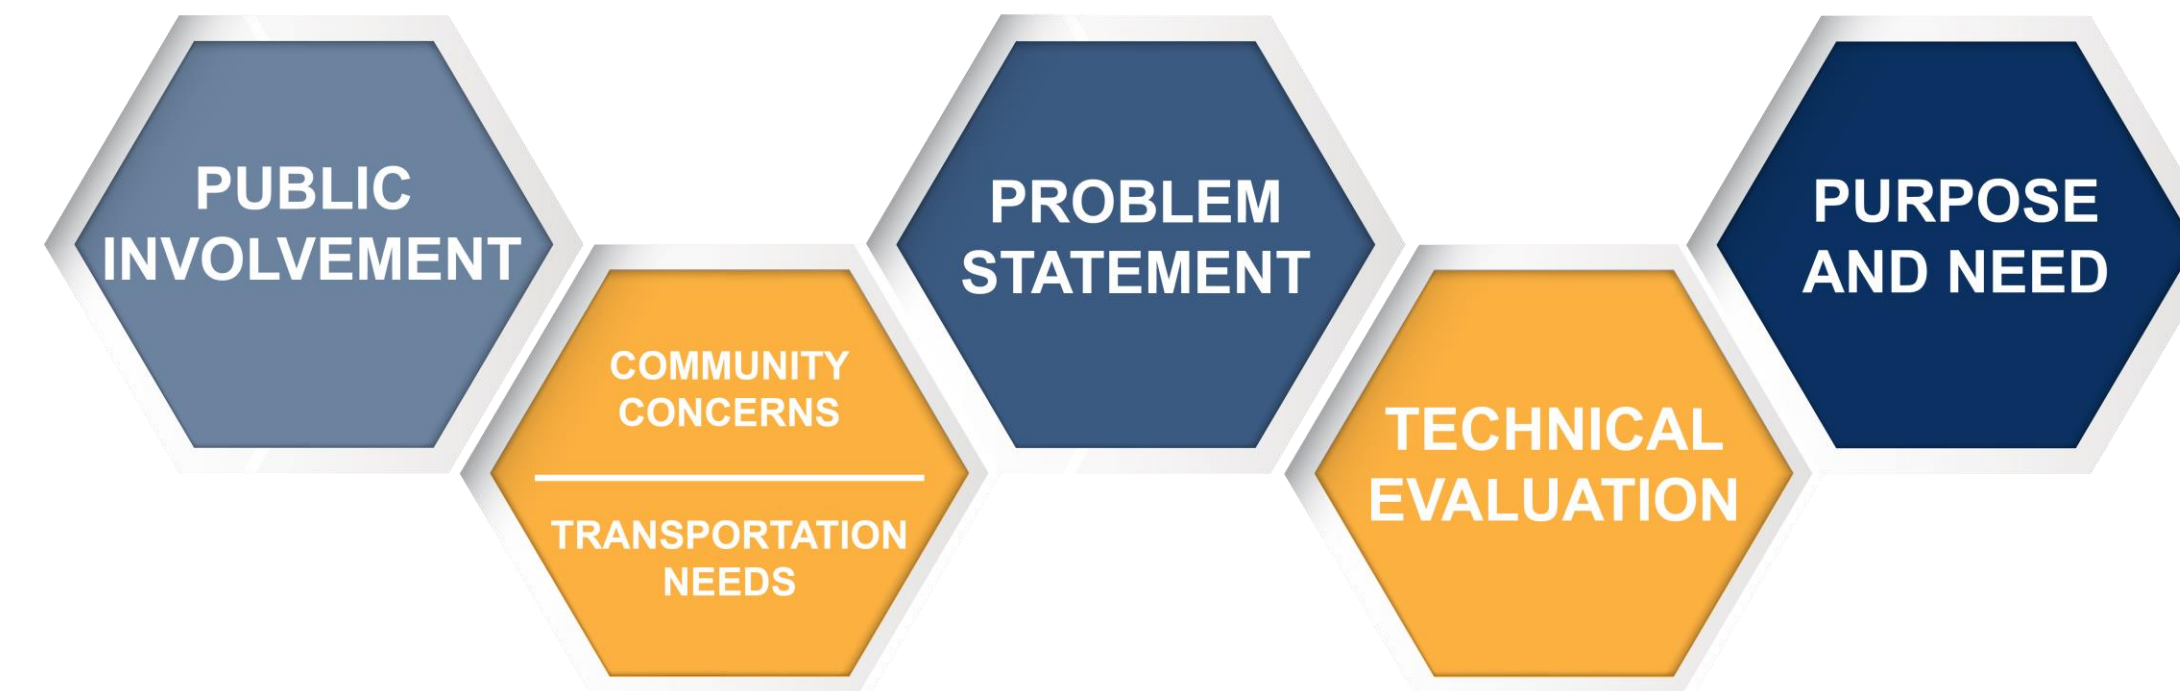 PUBLIC
INVOLVEMENT
COMMUNITY
CONCERNS
TRANSPORTATION
NEEDS
PROBLEM
STATEMENT
TECHNICAL
EVALUATION
PURPOSE
AND NEED